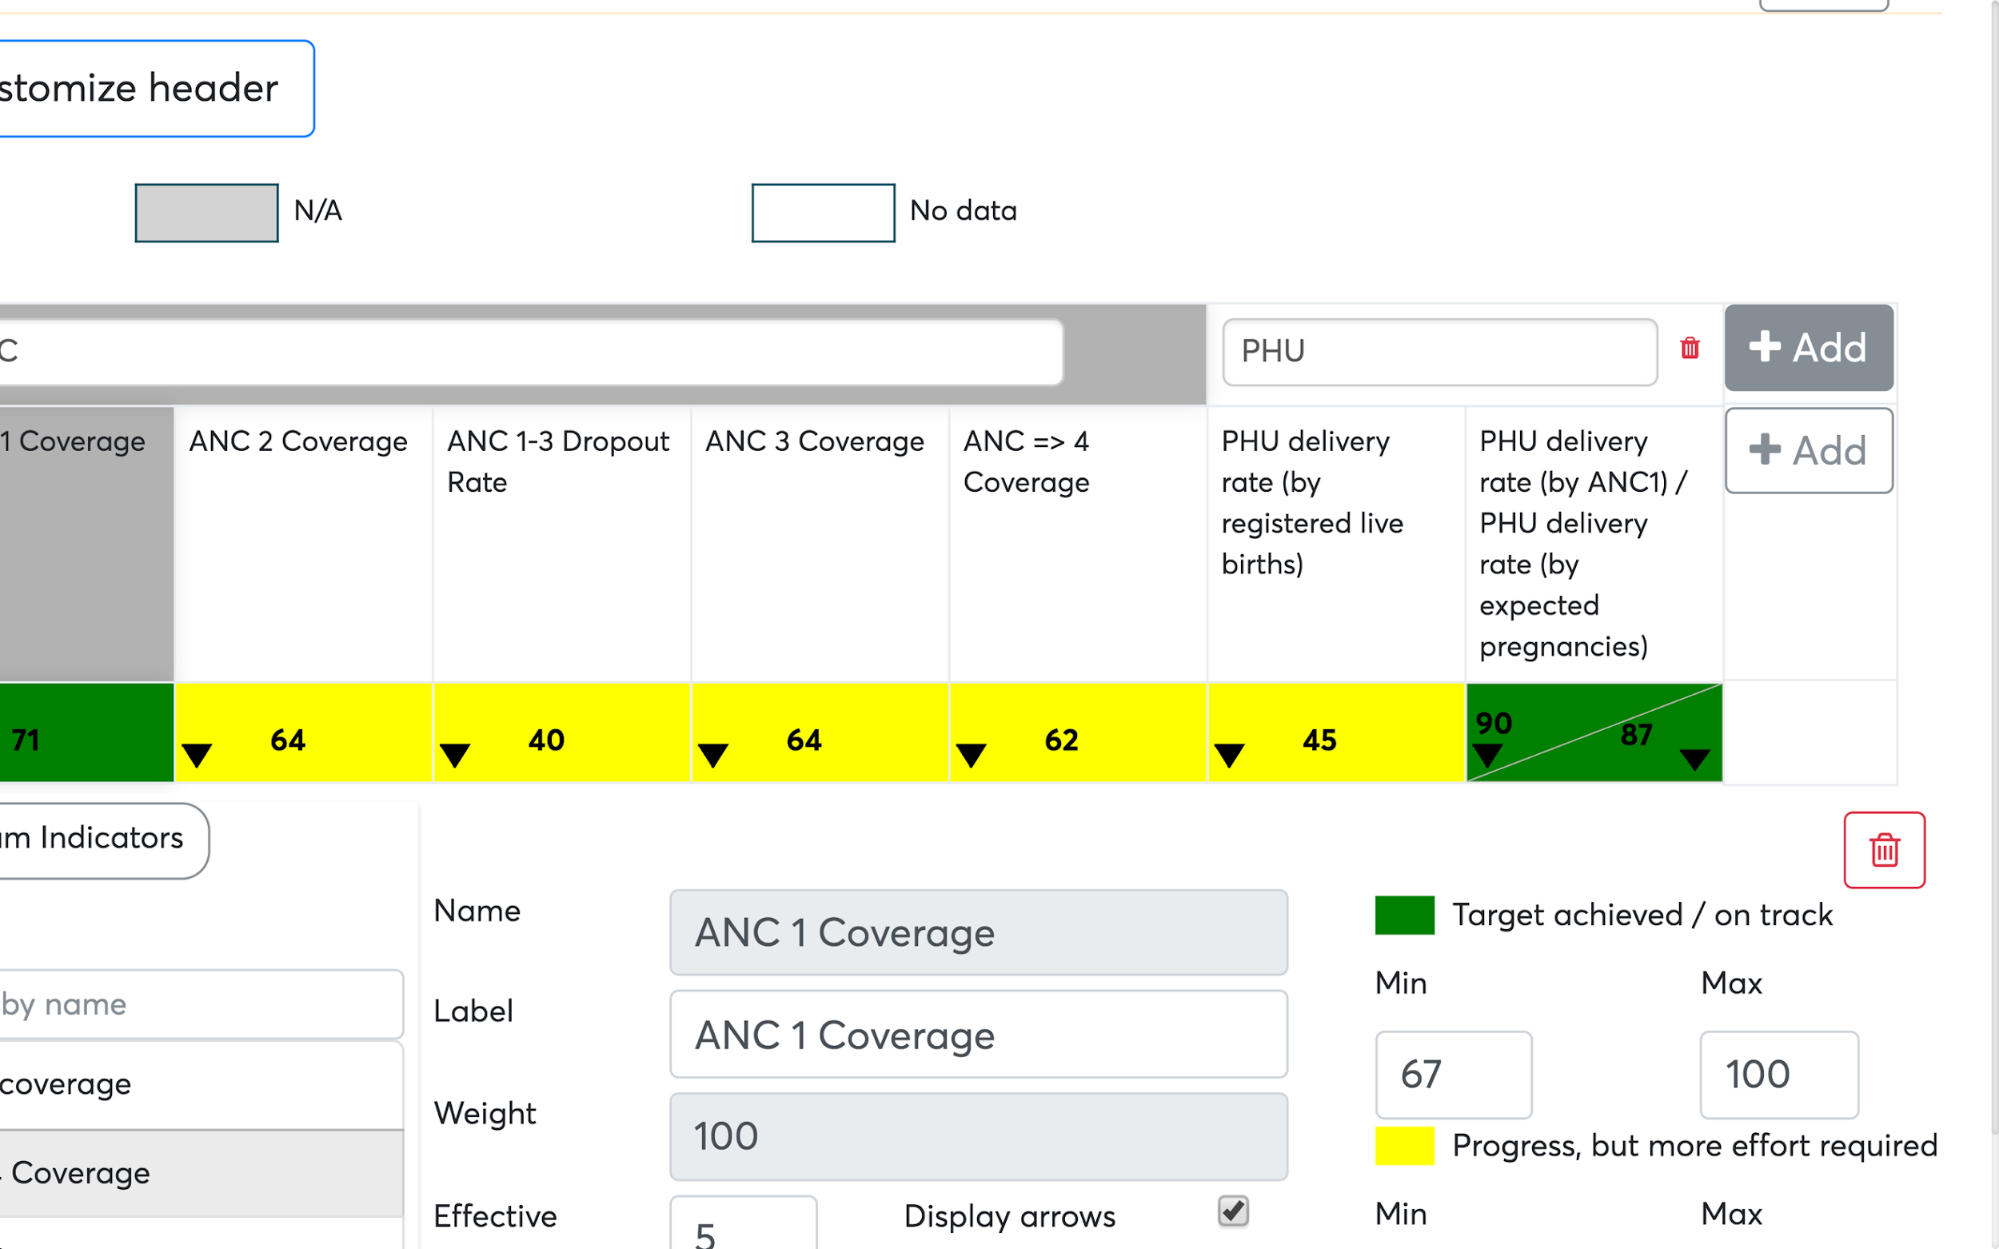 stomize header
N/A
No data
C
PHU
Add
1 Coverage
ANC 2 Coverage
ANC 1-3 Dropout
Rate
ANC 3 Coverage
ANC => 4
Coverage
PHU delivery
rate (by
registered live
births)
PHU delivery
rate (by ANC1) /
PHU delivery
rate (by
expected
pregnancies)
Add
71
64
40
64
62
45
90
87
m Indicators
by name
coverage
Coverage
Name
ANC 1 Coverage
Label
ANC 1 Coverage
Weight
100
Effective
5
Display arrows
Target achieved / on track
Min
Max
67
100
Progress, but more effort required
Min
Max